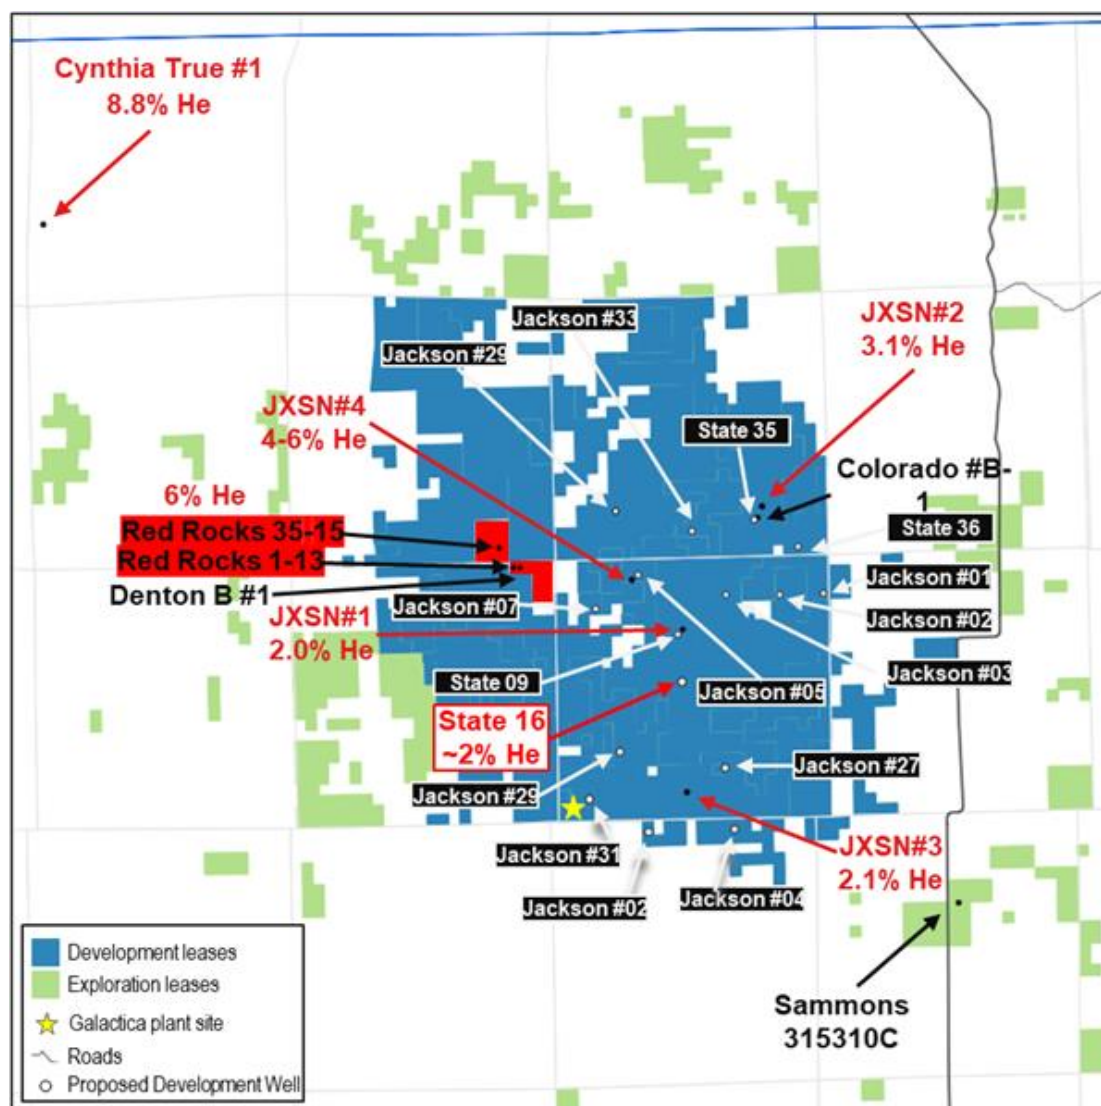 Cynthia True #1
8.8% He
Jackson #33
JXSN#2
3.1% He
Jackson #29
JXSN#4
4-6% He
State 35
Colorado #B-
1
6% He
Red Rocks 35-15
State 36
Red Rocks 1-13
Denton B #1
Jackson #01
Jackson #07
JXSN#1
2.0% He
Jackson #02
Jackson #03
State 09
Jackson #05
State 16
~2% He
Jackson #27
Jackson #29
Jackson #31
JXSN#3
2.1% He
Jackson #02
Jackson #04
Development leases
Exploration leases
Galactica plant site
Roads
Proposed Development Well
Sammons
315310C